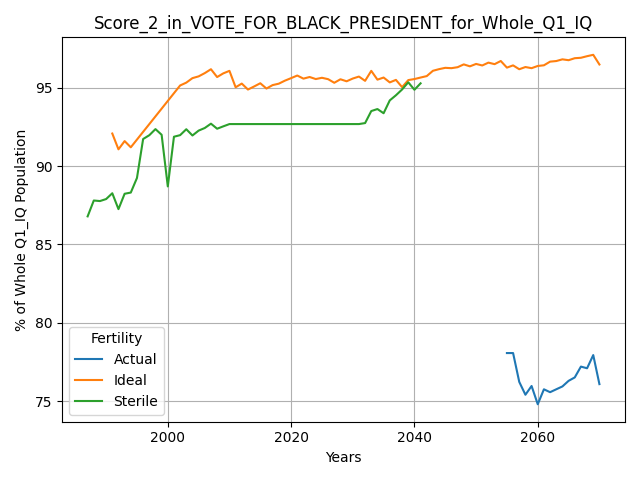 Score_2_in_VOTE_FOR_BLACK_PRESIDENT_for_Whole_Q1_IQ
% of Whole Q1_IQ Population
95
90
85
80
75
Fertility
Actual
Ideal
Sterile
2000 2020 2040 2060
Years